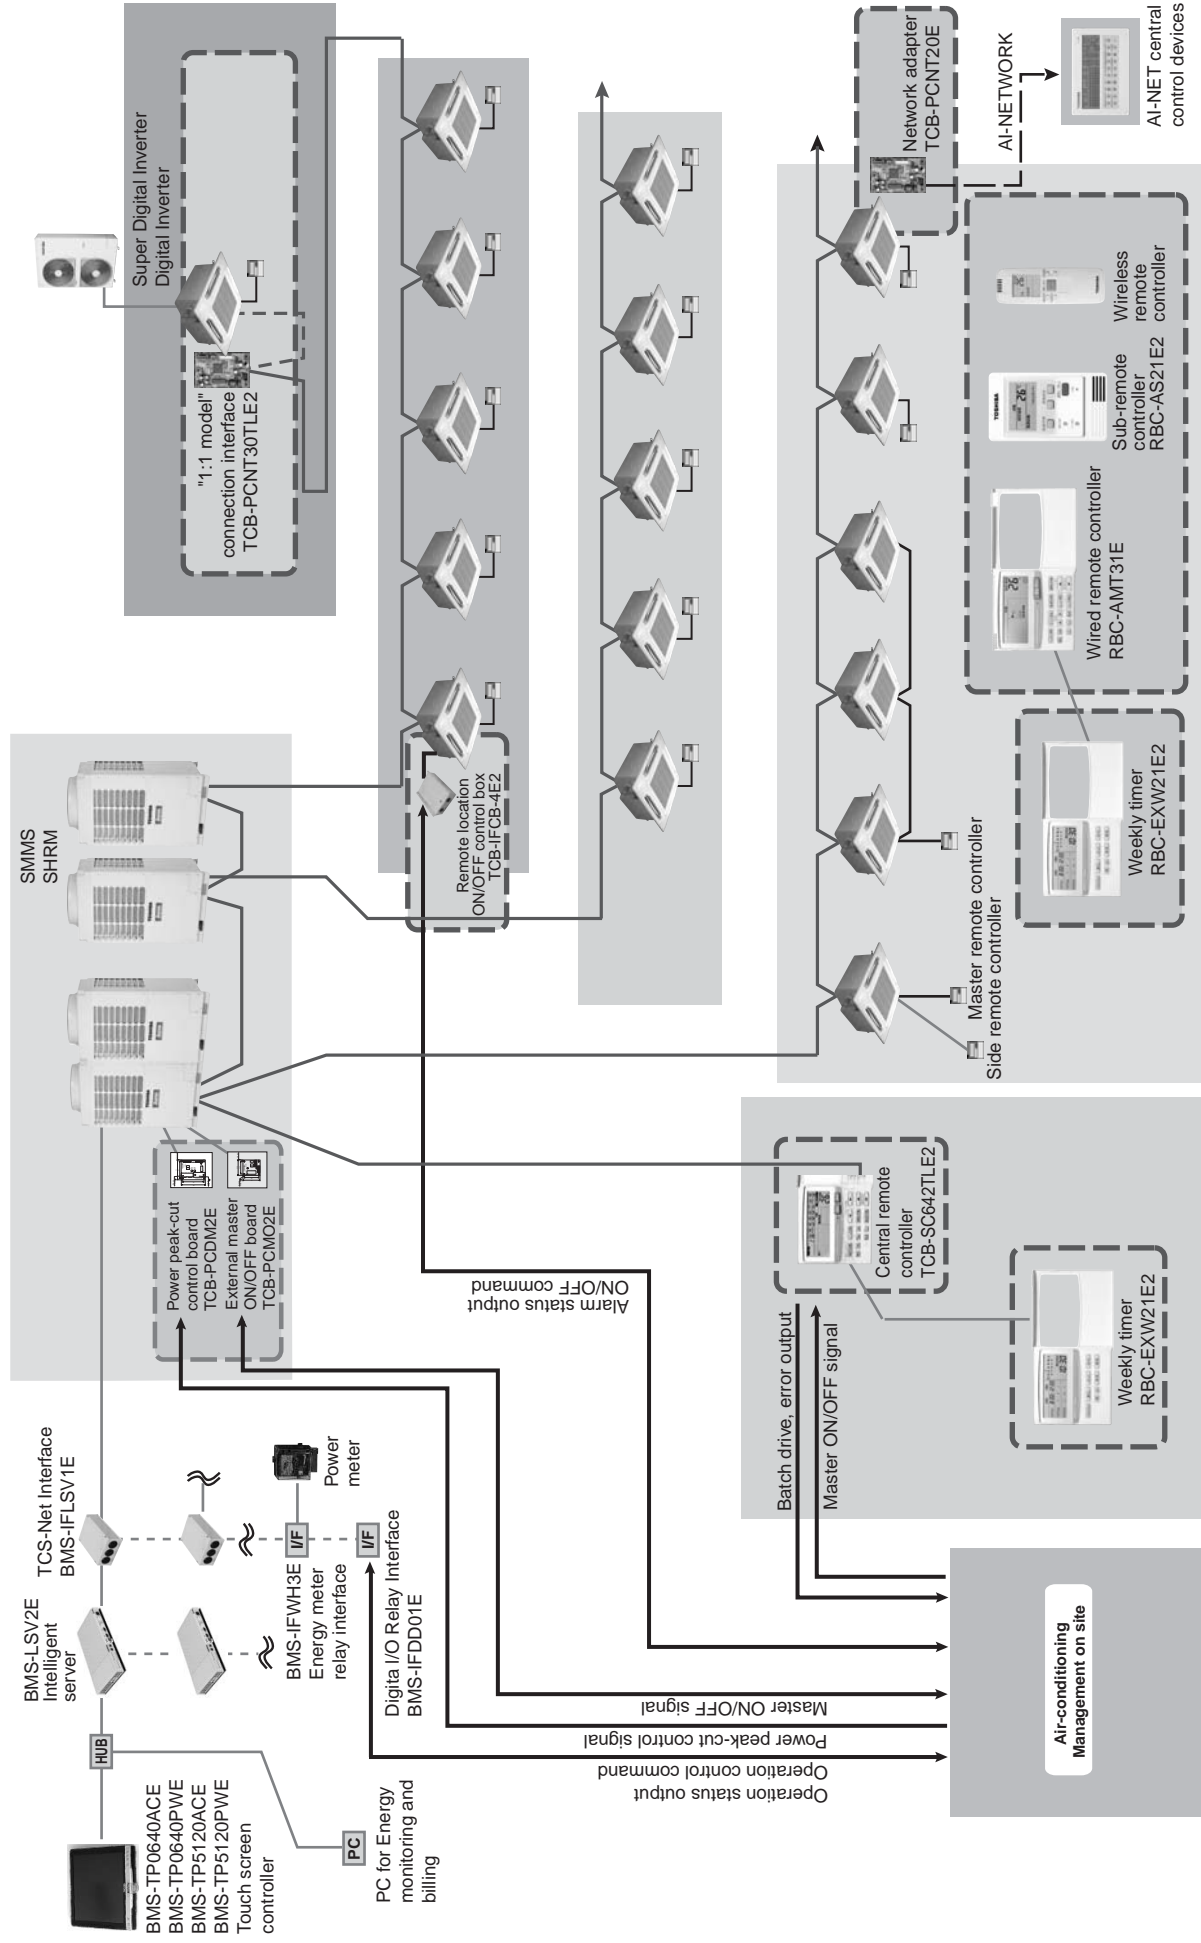 BMS-TP0640ACE
BMS-TP0640PWE
BMS-TP5120ACE
BMS-TP5120PWE
Touch screen
controller
HUB
PC
PC for Energy
monitoring and
billing
BMS-LSV2E
Intelligent
server
TCS-Net Interface
BMS-IFLSV1E
I/F
BMS-IFWH3E
Energy meter
relay interface
Power
meter
I/F
Digita I/O Relay Interface
BMS-IFDD01E
SMMS
SHRM
Power peak-cut
control board
TCB-PCDM2E
External master
ON/OFF board
TCB-PCMO2E
Super Digital Inverter
Digital Inverter
"1:1 model"
connection interface
TCB-PCNT30TLE2
Remote location
ON/OFF control box
TCB-IFCB-4E2
Alarm status output
ON/OFF command
Master ON/OFF signal
Power peak-cut control signal
Operation control command
Operation status output
Air-conditioning
Management on site
Batch drive, error output
Master ON/OFF signal
Central remote
controller
TCB-SC642TLE2
Weekly timer
RBC-EXW21E2
Master remote controller
Side remote controller
Weekly timer
RBC-EXW21E2
Wired remote controller
RBC-AMT31E
TOSHIBA
Sub-remote
controller
RBC-AS21E2
Wireless
remote
controller
Network adapter
TCB-PCNT20E
AI-NETWORK
AI-NET central
control devices